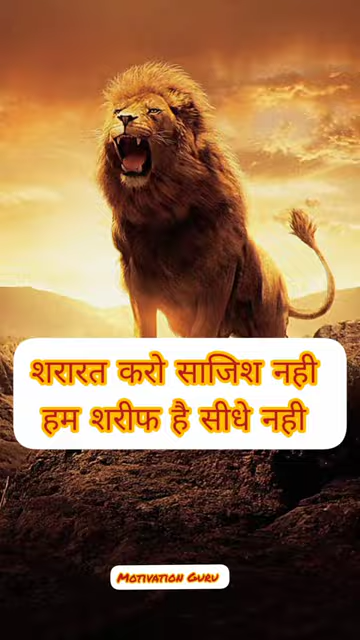 शरारत करो साजिश नही
हम शरीफ है सीधे नही
MOTIVATION GURU